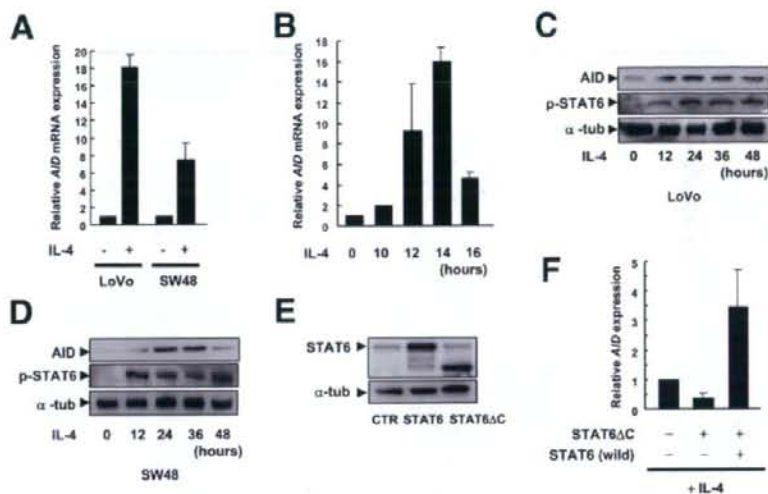 A
Relative AID mRNA expression
20
18
16
14
12
10
8
6
4
2
0
IL-4 - + - +
LoVo SW48
B
Relative AID mRNA expression
18
16
14
12
10
8
6
4
2
0
IL-4 0 10 12 14 16
(hours)
C
AID
p-STAT6
α-tub
IL-4 0 12 24 36 48
(hours)
LoVo
D
AID
p-STAT6
α-tub
IL-4 0 12 24 36 48
(hours)
SW48
E
STAT6
α-tub
CTR STAT6 STAT6ΔC
F
Relative AID expression
5
4
3
2
1
0
STAT6ΔC - + +
STAT6 (wild) - - +
+ IL-4